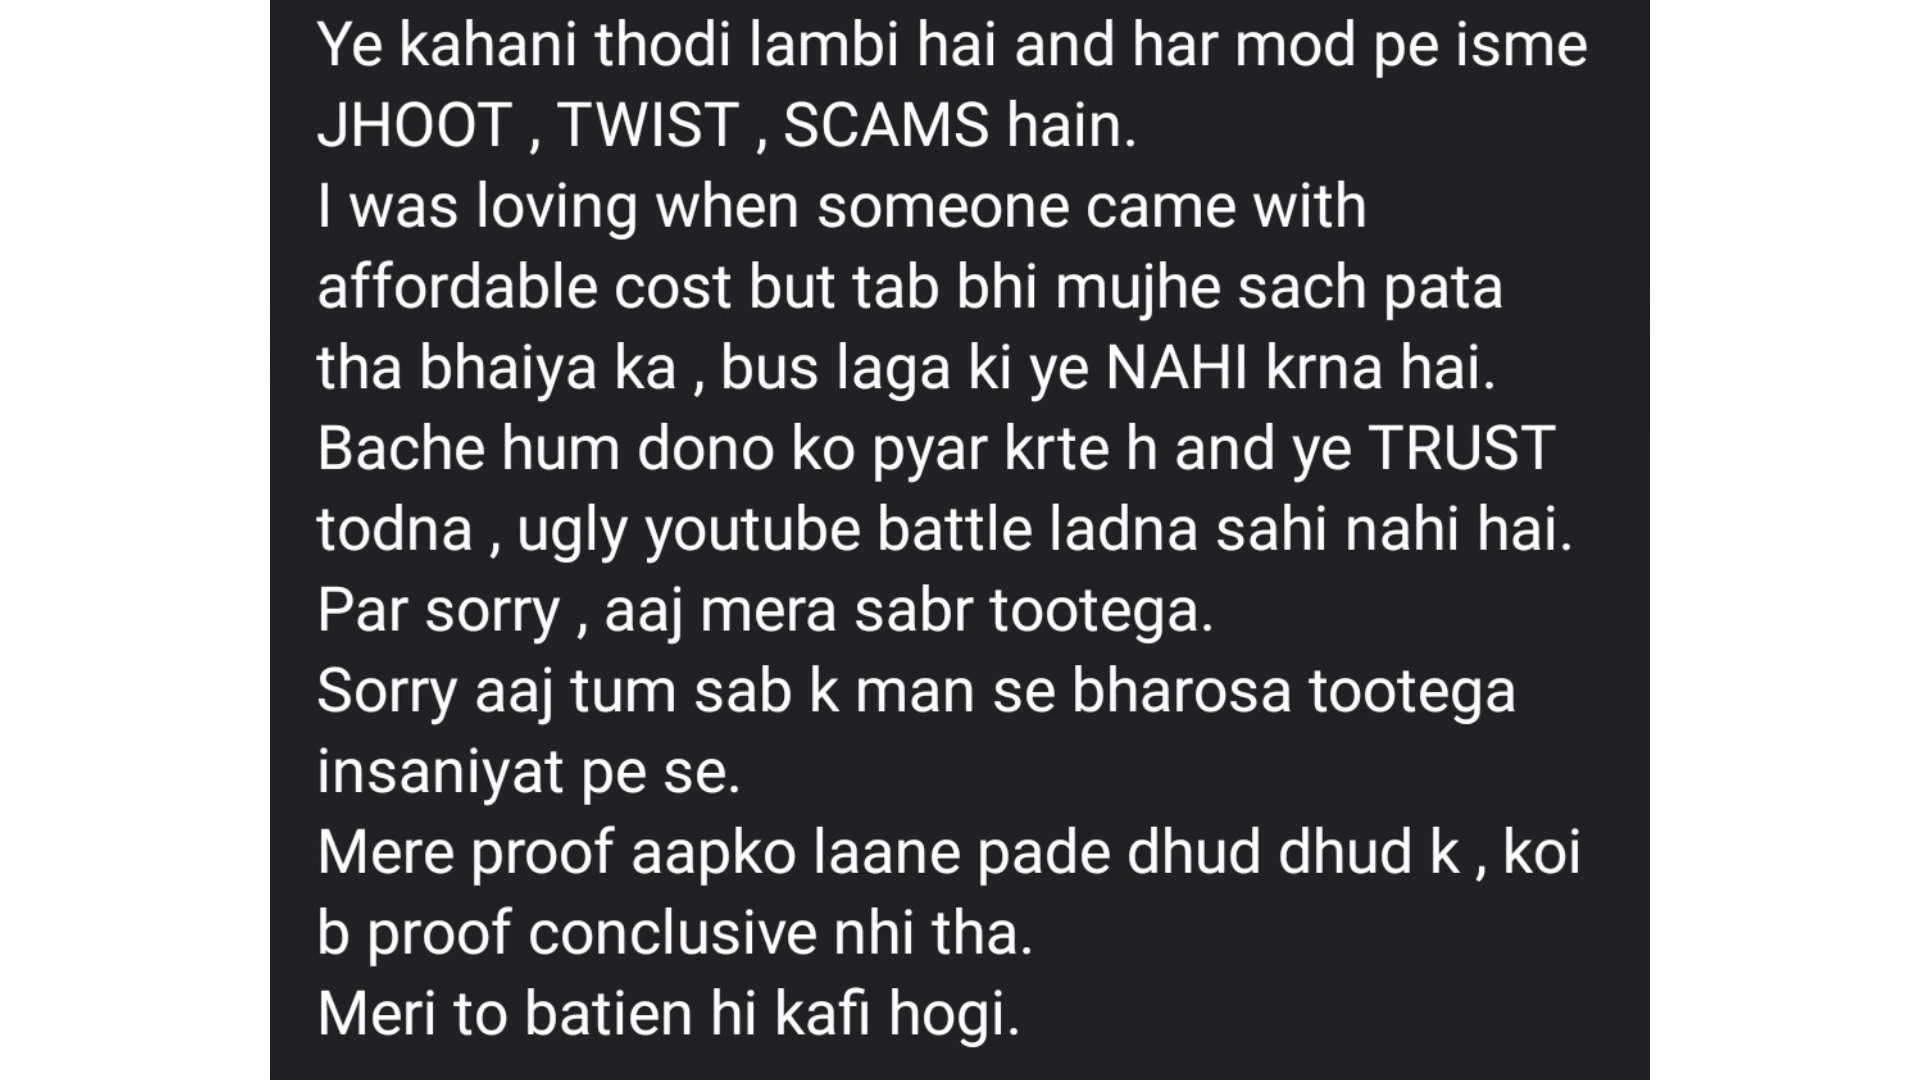 Ye kahani thodi lambi hai and har mod pe isme
JHOOT , TWIST , SCAMS hain.
I was loving when someone came with
affordable cost but tab bhi mujhe sach pata
tha bhaiya ka , bus laga ki ye NAHI krna hai.
Bache hum dono ko pyar krte h and ye TRUST
todna , ugly youtube battle ladna sahi nahi hai.
Par sorry , aaj mera sabr tootega.
Sorry aaj tum sab k man se bharosa tootega
insaniyat pe se.
Mere proof aapko laane pade dhud dhud k , koi
b proof conclusive nhi tha.
Meri to batien hi kafi hogi.